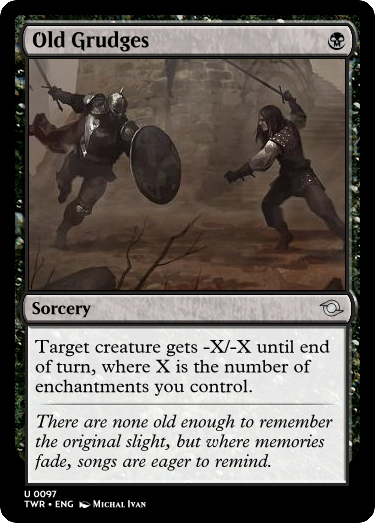 Old Grudges
Sorcery
Target creature gets -X/-X until end
of turn, where X is the number of
enchantments you control.
There are none old enough to remember
the original slight, but where memories
fade, songs are eager to remind.
U 0097
TWR • ENG Michal Ivan